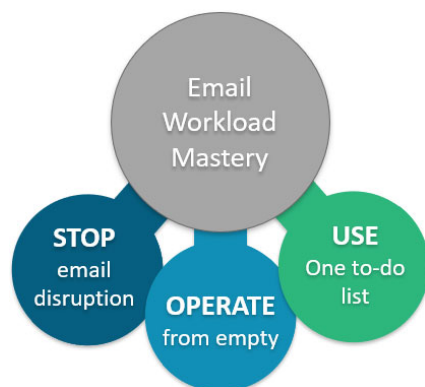 Email
Workload
Mastery
STOP
email
disruption
OPERATE
from empty
USE
One to-do
list